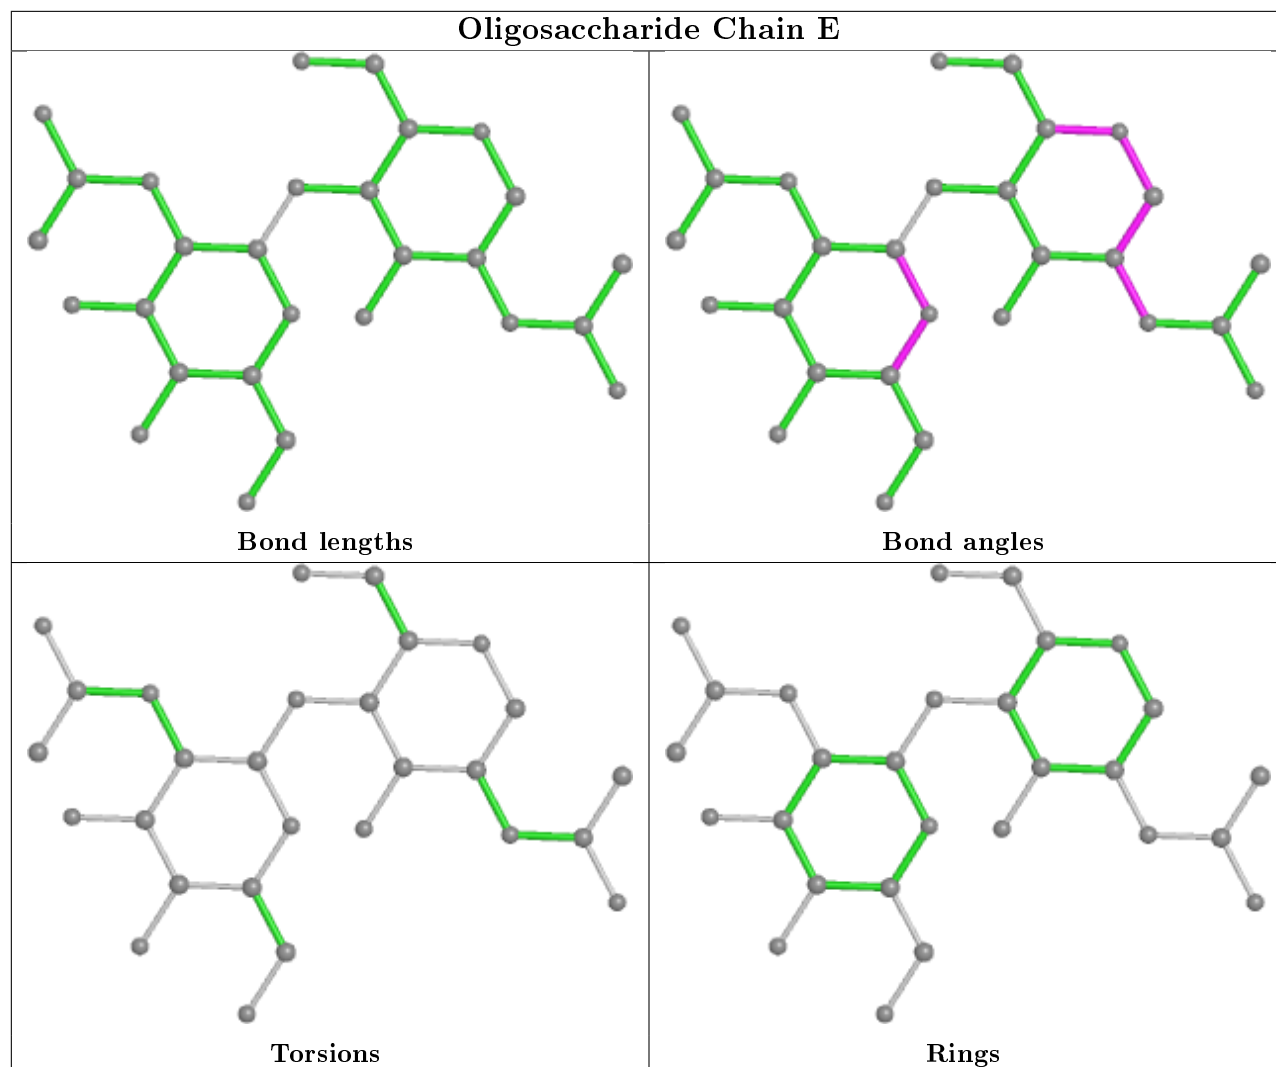 Oligosaccharide Chain E
Bond lengths
Bond angles
Torsions
Rings